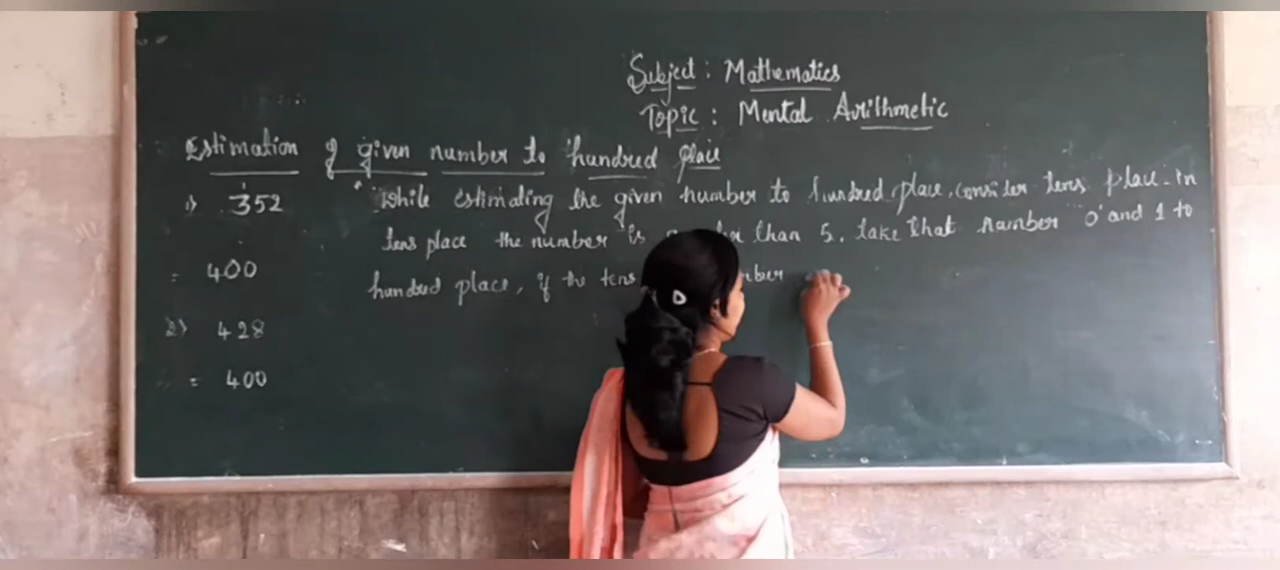 Subject : Mathematics
Topic : Mental Arithmetic
Estimation of given number to hundred place
1) 352
While estimating the given number to hundred place, consider tens place. in
tens place the number is than 5. take that number '0' and 1 to
= 400
hundred place, if the tens
2) 428
= 400